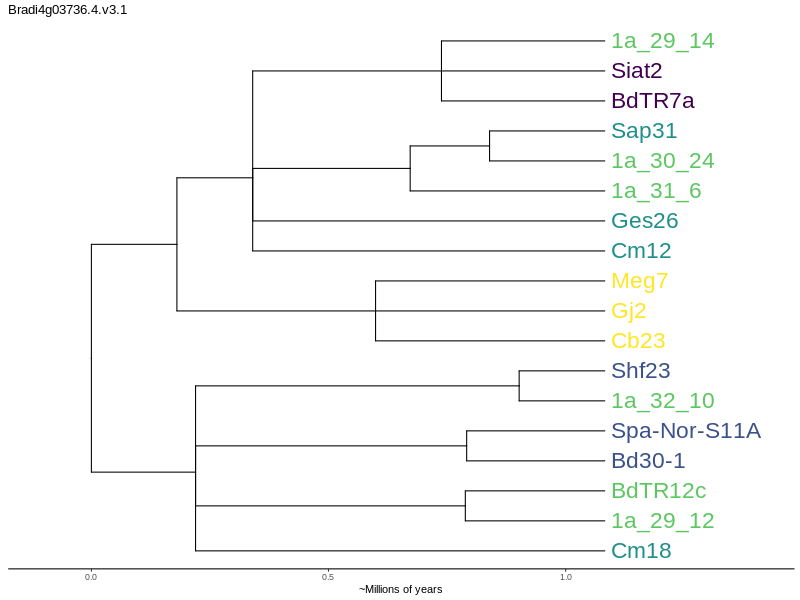 Bradi4g03736.4.v3.1
1a_29_14
Siat2
BdTR7a
Sap31
1a_30_24
1a_31_6
Ges26
Cm12
Meg7
Gj2
Cb23
Shf23
1a_32_10
Spa-Nor-S11A
Bd30-1
BdTR12c
1a_29_12
Cm18
0.0 0.5 1.0
~Millions of years